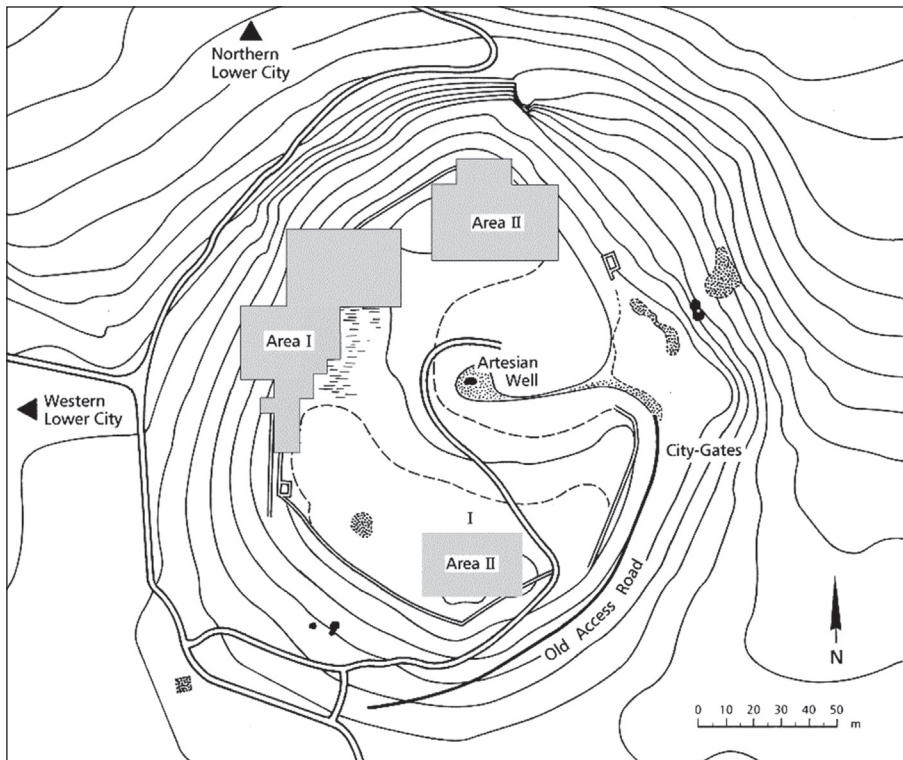 Northern
Lower City
Area II
Area I
Artesian
Well
Western
Lower City
City-Gates
I
Area II
Old Access Road
N
0 10 20 30 40 50
m